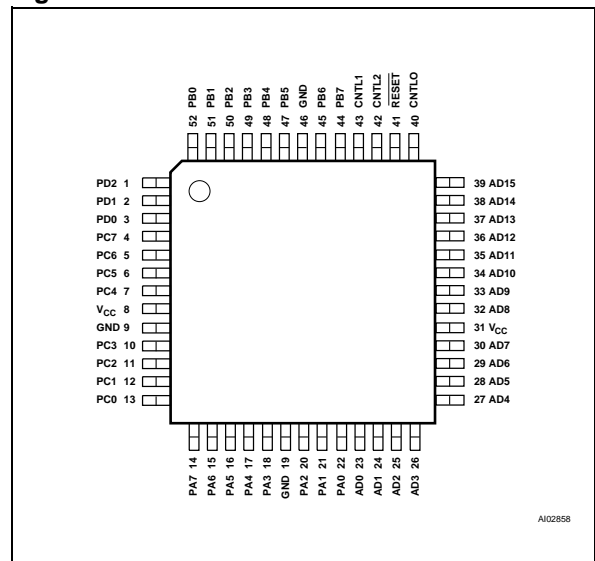 52 PB0
51 PB1
50 PB2
49 PB3
48 PB4
47 PB5
46 GND
45 PB6
44 PB7
43 CNTL1
42 CNTL2
41 RESET
40 CNTL0
PD2 1
PD1 2
PD0 3
PC7 4
PC6 5
PC5 6
PC4 7
VCC 8
GND 9
PC3 10
PC2 11
PC1 12
PC0 13
39 AD15
38 AD14
37 AD13
36 AD12
35 AD11
34 AD10
33 AD9
32 AD8
31 VCC
30 AD7
29 AD6
28 AD5
27 AD4
PA7 14
PA6 15
PA5 16
PA4 17
PA3 18
GND 19
PA2 20
PA1 21
PA0 22
AD0 23
AD1 24
AD2 25
AD3 26
AI02858